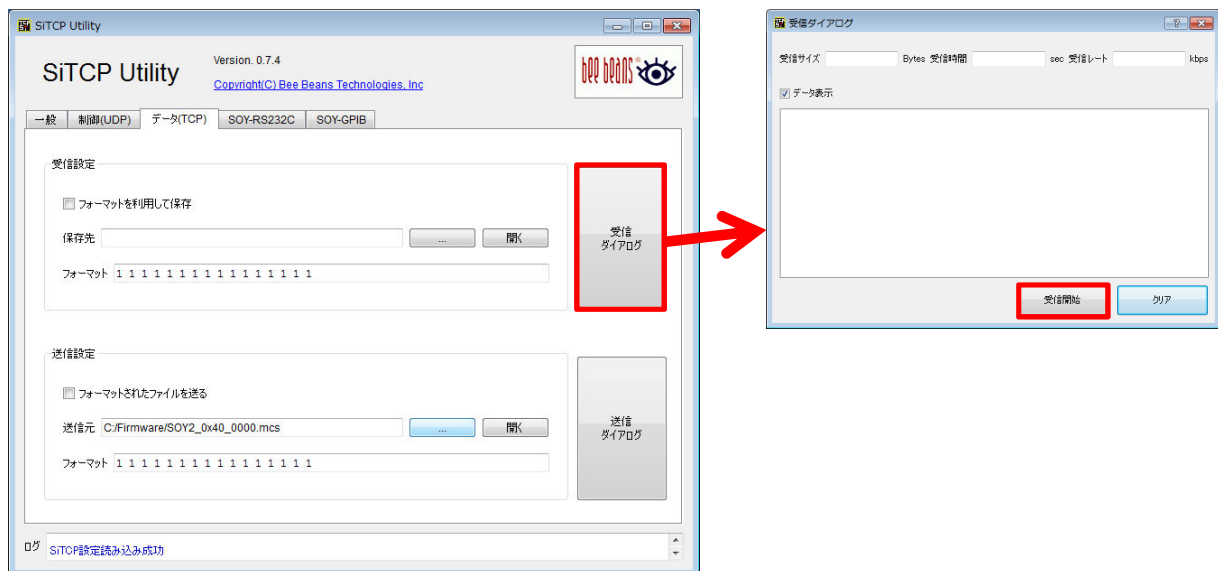 SiTCP Utility
SiTCP Utility
Version. 0.7.4
Copyright(C) Bee Beans Technologies, Inc
bee beans
一般 制御(UDP) データ(TCP) SOY-RS232C SOY-GPIB
受信設定
フォーマットを利用して保存
保存先 ... 開く
フォーマット 1 1 1 1 1 1 1 1 1 1 1 1 1 1 1 1
受信
ダイアログ
送信設定
フォーマットされたファイルを送る
送信元 C:/Firmware/SOY2_0x40_0000.mcs ... 開く
フォーマット 1 1 1 1 1 1 1 1 1 1 1 1 1 1 1 1
送信
ダイアログ
ログ SiTCP設定読み込み成功
受信ダイアログ
受信サイズ Bytes 受信時間 sec 受信レート kbps
データ表示
受信開始 クリア